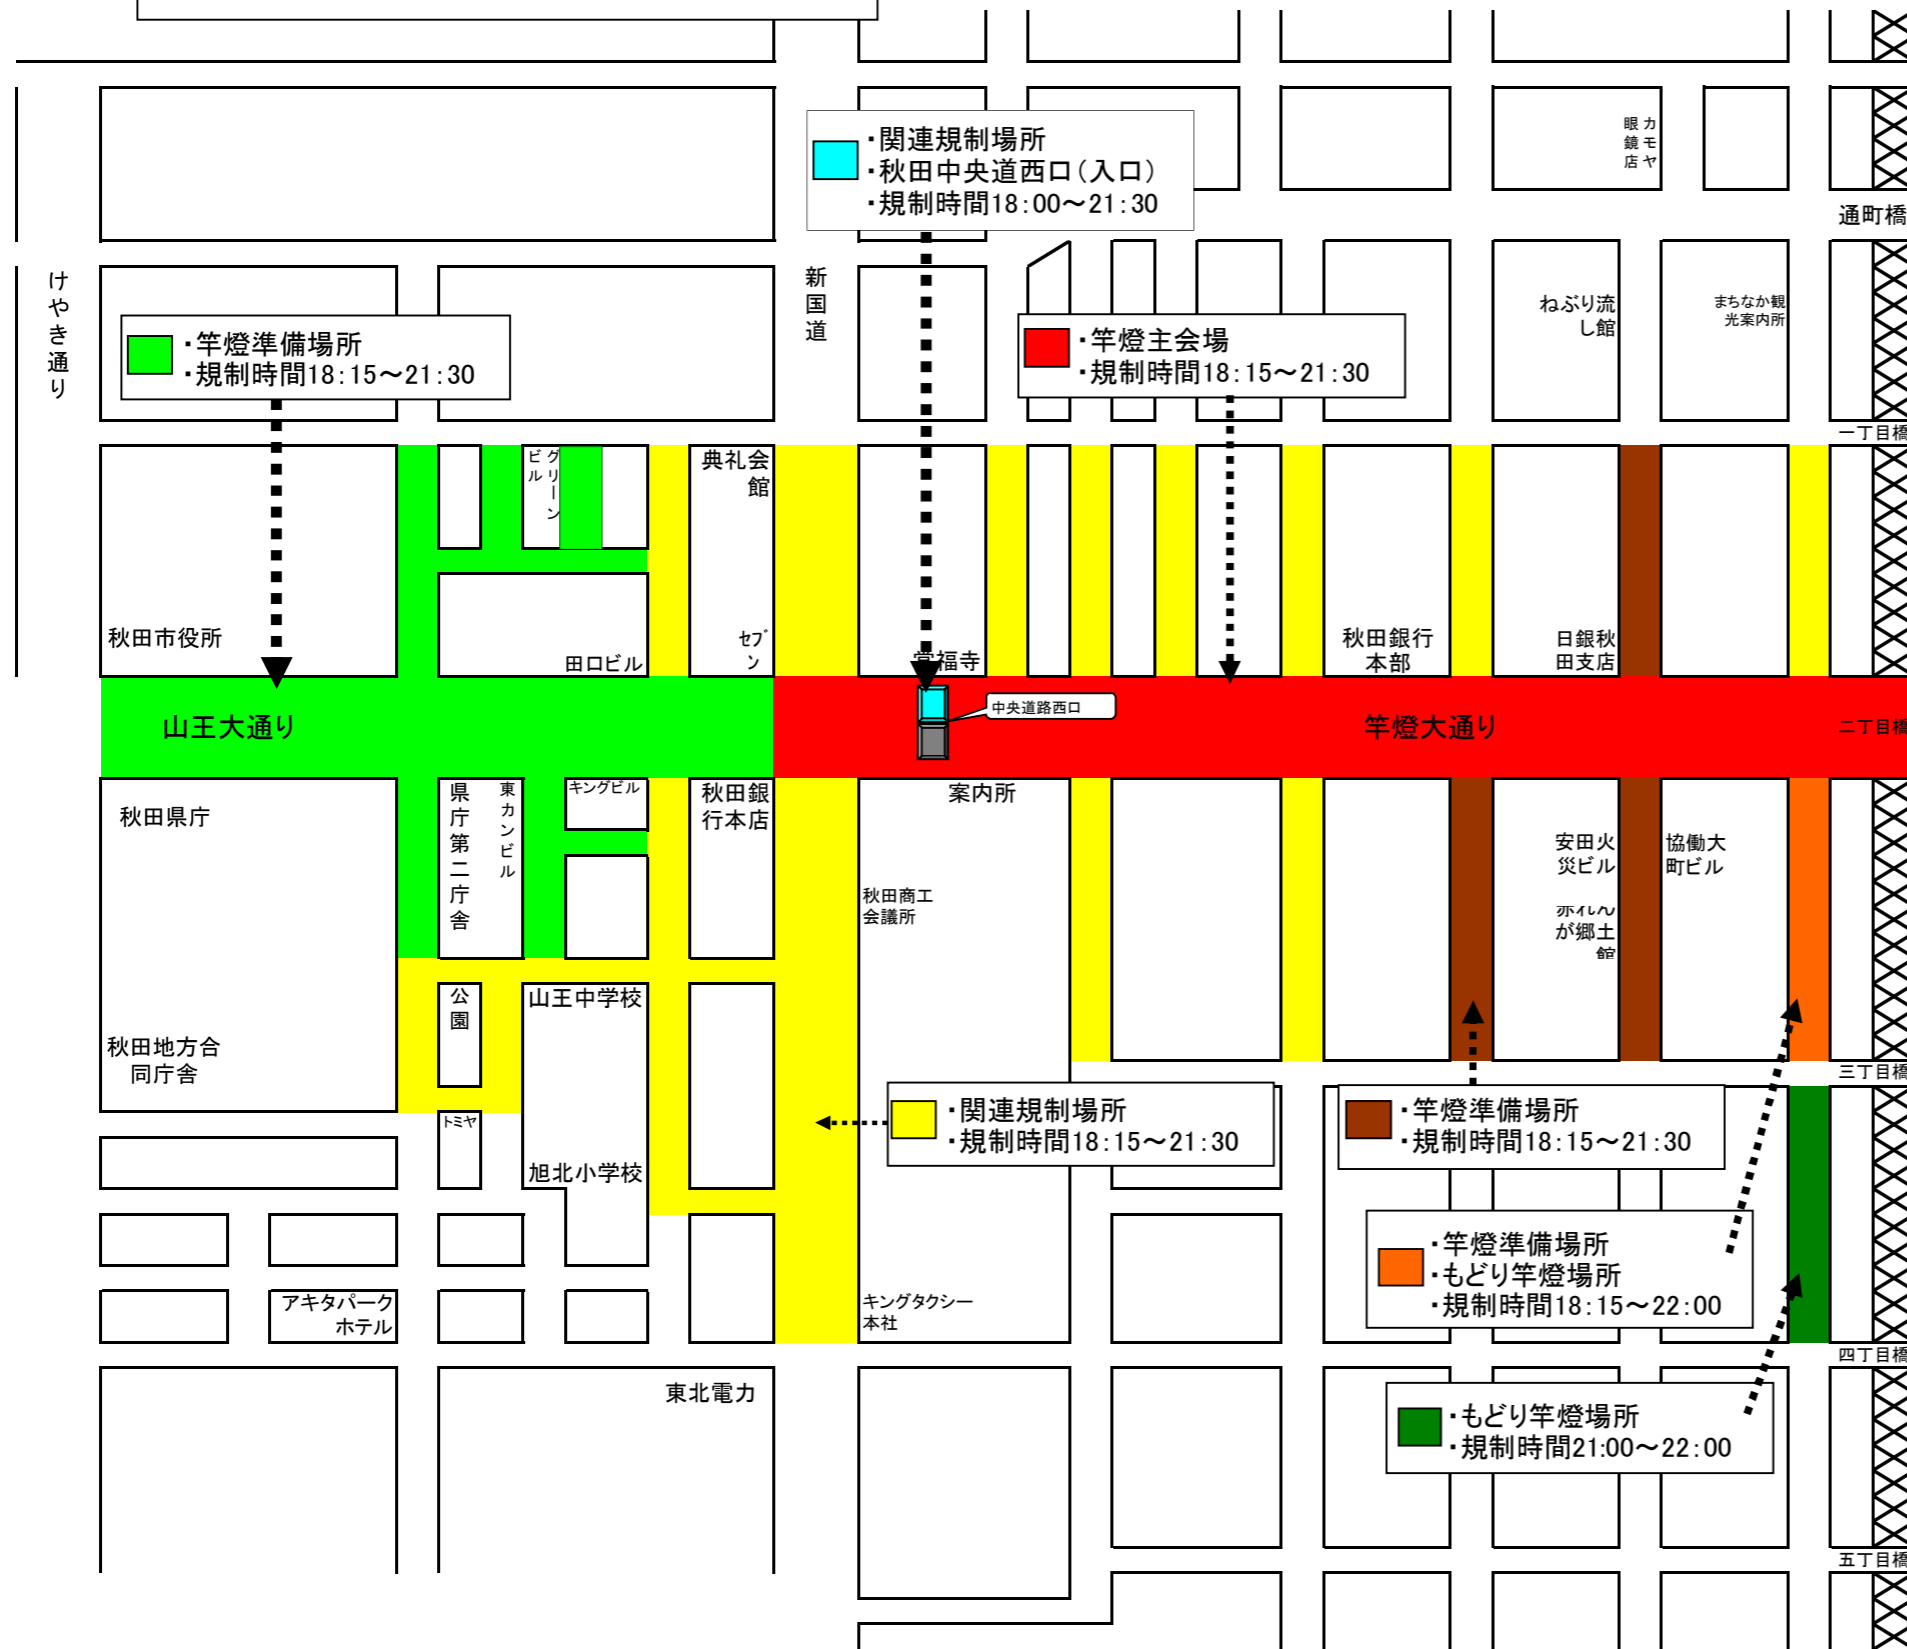 ・関連規制場所
・秋田中央道西口(入口)
・規制時間18:00～21:30
カモヤ
眼鏡店
通町橋
けやき通り
新国道
・竿燈準備場所
・規制時間18:15～21:30
・竿燈主会場
・規制時間18:15～21:30
ねぶり流
し館
まちなか観
光案内所
一丁目橋
グリーン
ビル
典礼会
館
秋田市役所
田口ビル
セブ
ン
常福寺
秋田銀行
本部
日銀秋
田支店
山王大通り
中央道路西口
竿燈大通り
二丁目橋
秋田県庁
県庁第二庁舎
東カンビル
キングビル
秋田銀
行本店
案内所
秋田商工
会議所
安田火
災ビル
赤れん
が郷土
館
協働大
町ビル
公園
山王中学校
秋田地方合
同庁舎
トミヤ
旭北小学校
三丁目橋
・関連規制場所
・規制時間18:15～21:30
・竿燈準備場所
・規制時間18:15～21:30
・竿燈準備場所
・もどり竿燈場所
・規制時間18:15～22:00
アキタパーク
ホテル
キングタクシー
本社
四丁目橋
東北電力
・もどり竿燈場所
・規制時間21:00～22:00
五丁目橋